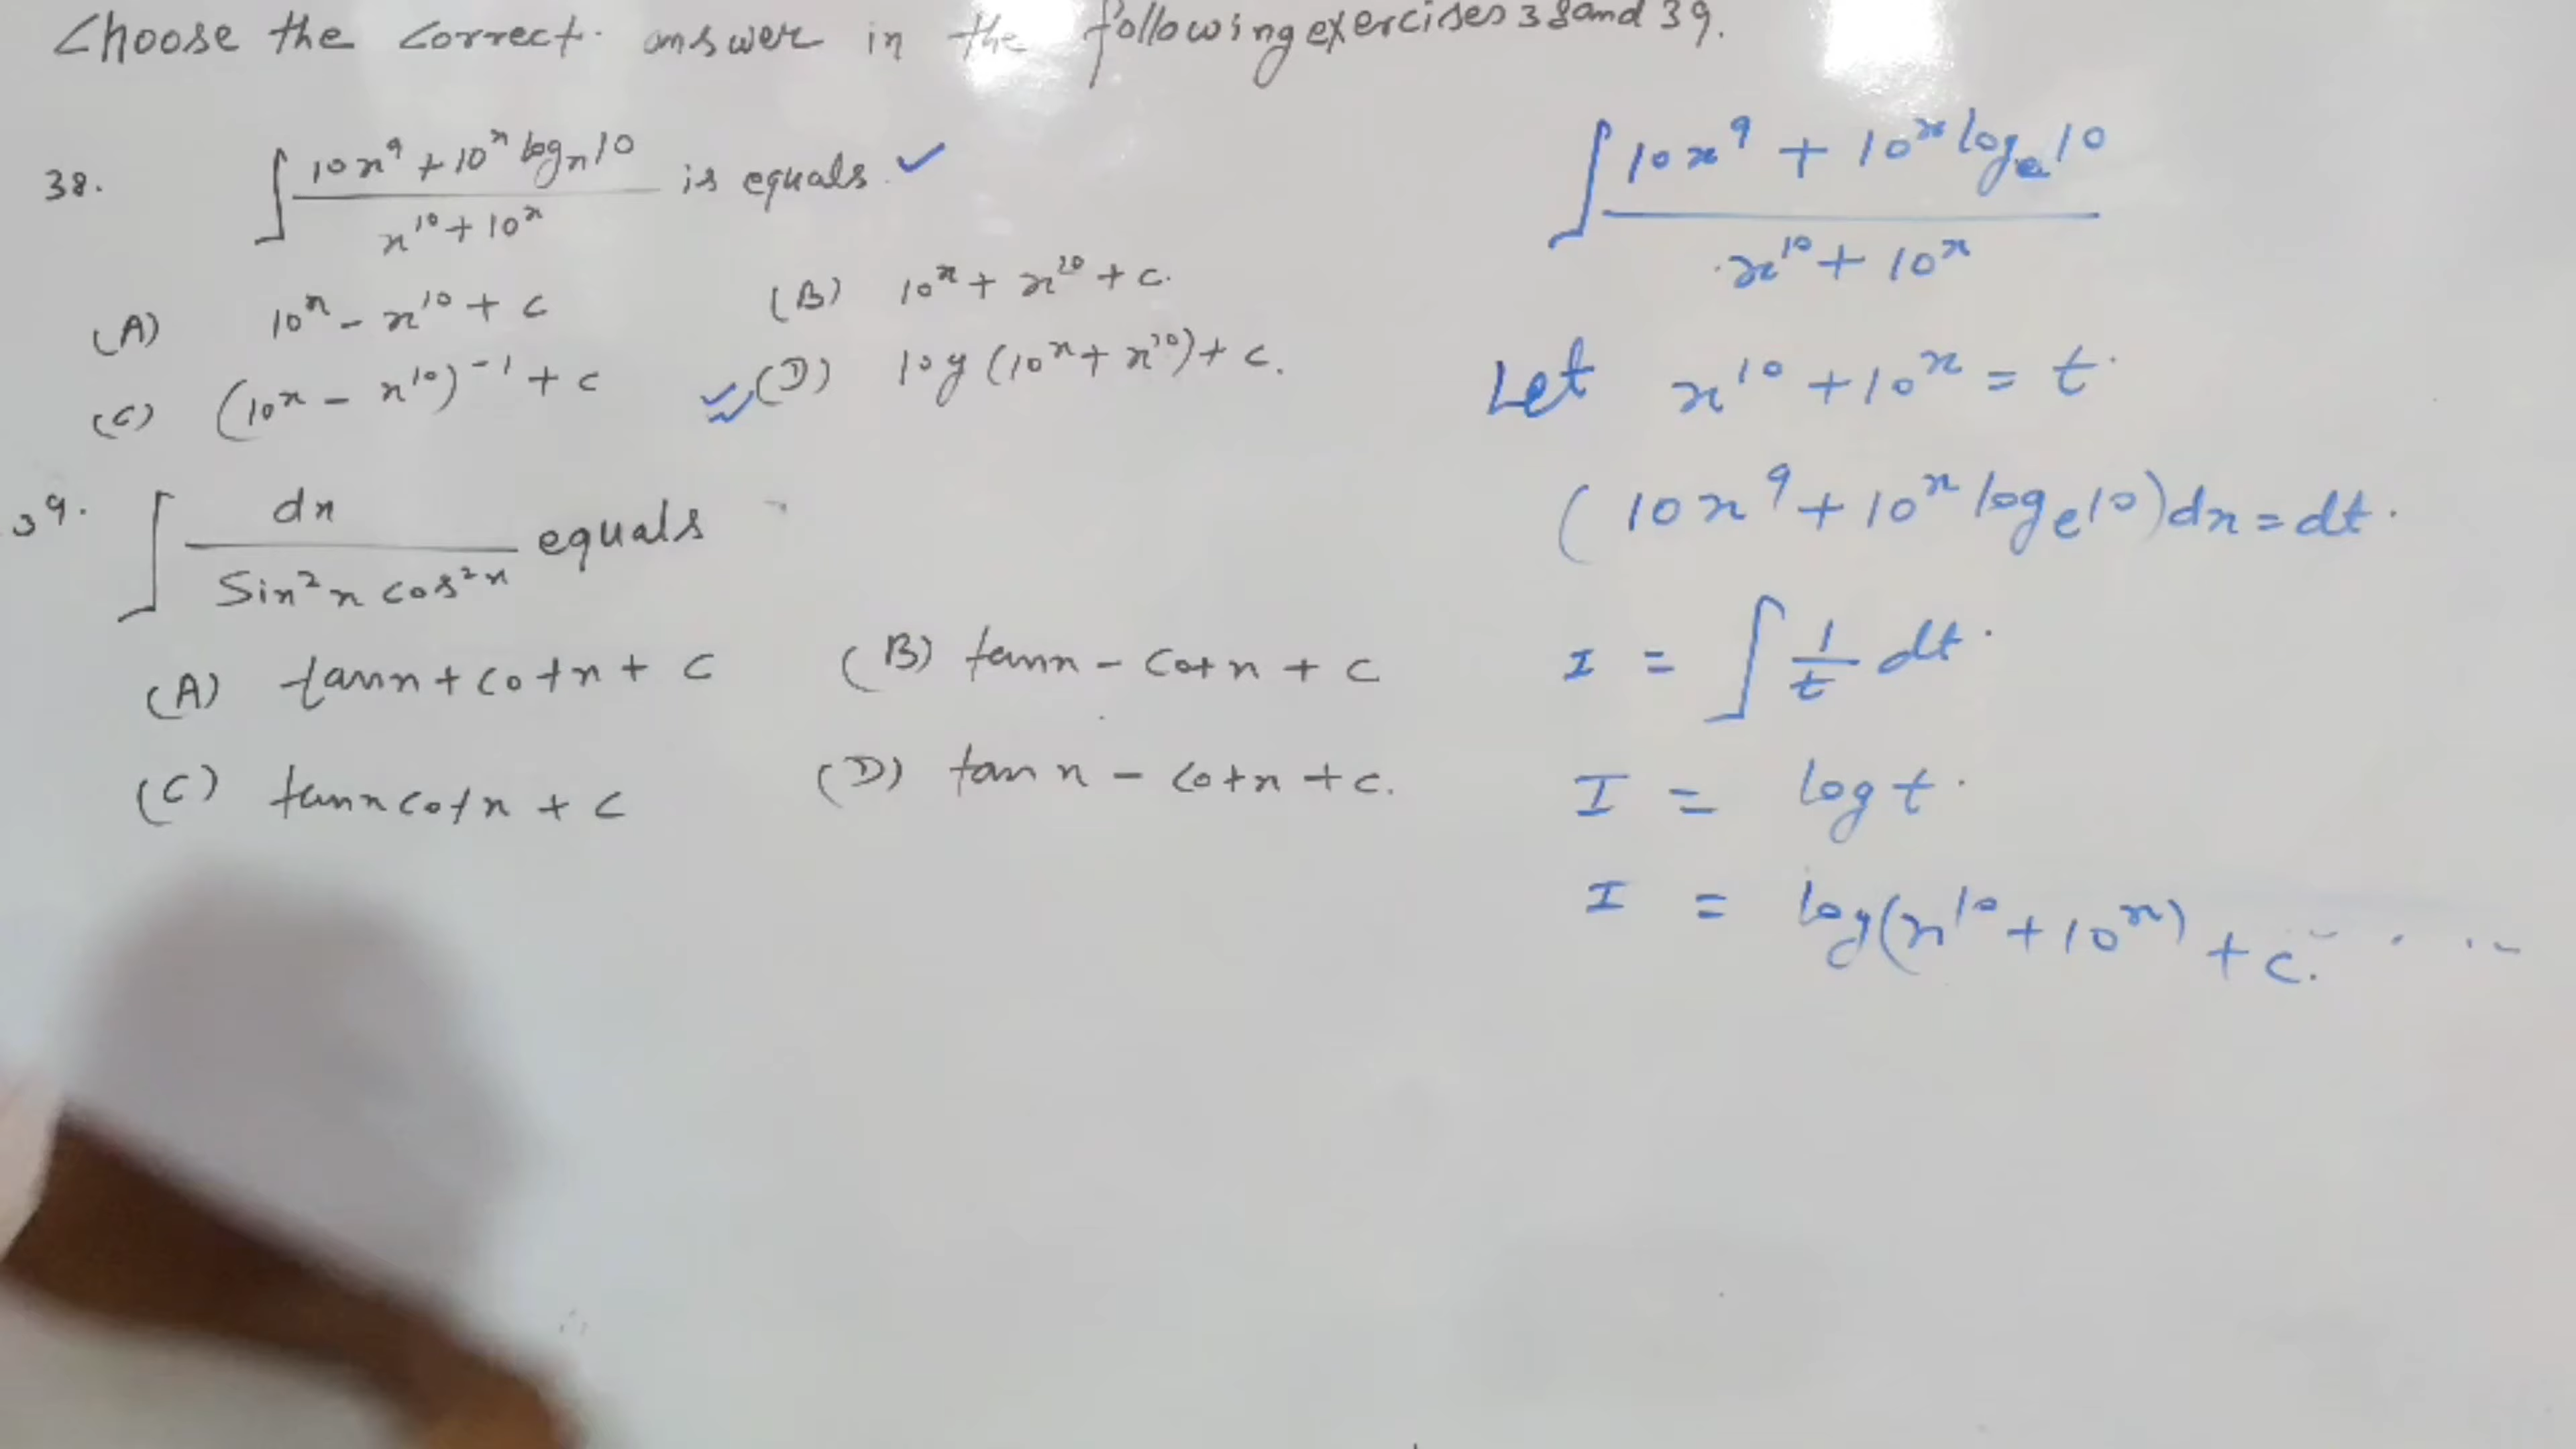 Choose the correct. answer in the following exercises 38 and 39.
38. ∫ (10x⁹ + 10ˣ logₙ10)/(x¹⁰ + 10ˣ) is equals ✓
(A) 10ˣ - x¹⁰ + c (B) 10ˣ + x¹⁰ + c.
(C) (10ˣ - x¹⁰)⁻¹ + c (D) log (10ˣ + x¹⁰) + c.
39. ∫ dx/(Sin²x cos²x) equals
(A) tanx + cotx + c (B) tanx - cotx + c
(C) tanx cotx + c (D) tan x - cotx + c.
∫ (10x⁹ + 10ˣ logₑ10)/(x¹⁰ + 10ˣ)
Let x¹⁰ + 10ˣ = t.
(10x⁹ + 10ˣ logₑ10)dx = dt.
I = ∫ 1/t dt.
I = log t.
I = log(x¹⁰ + 10ˣ) + c.